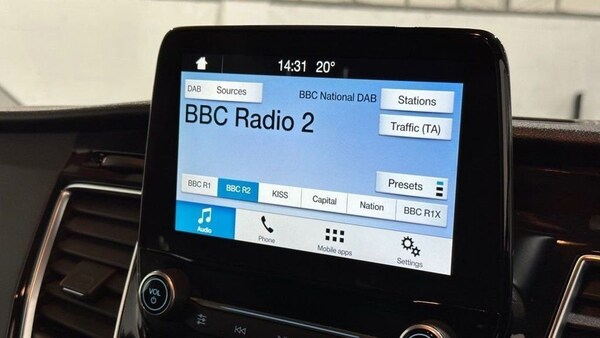 14:31 20°
DAB Sources
BBC National DAB
Stations
BBC Radio 2
Traffic (TA)
Presets
BBC R1 BBC R2 KISS Capital Nation BBC R1X
Audio Phone Mobile apps Settings
VOL